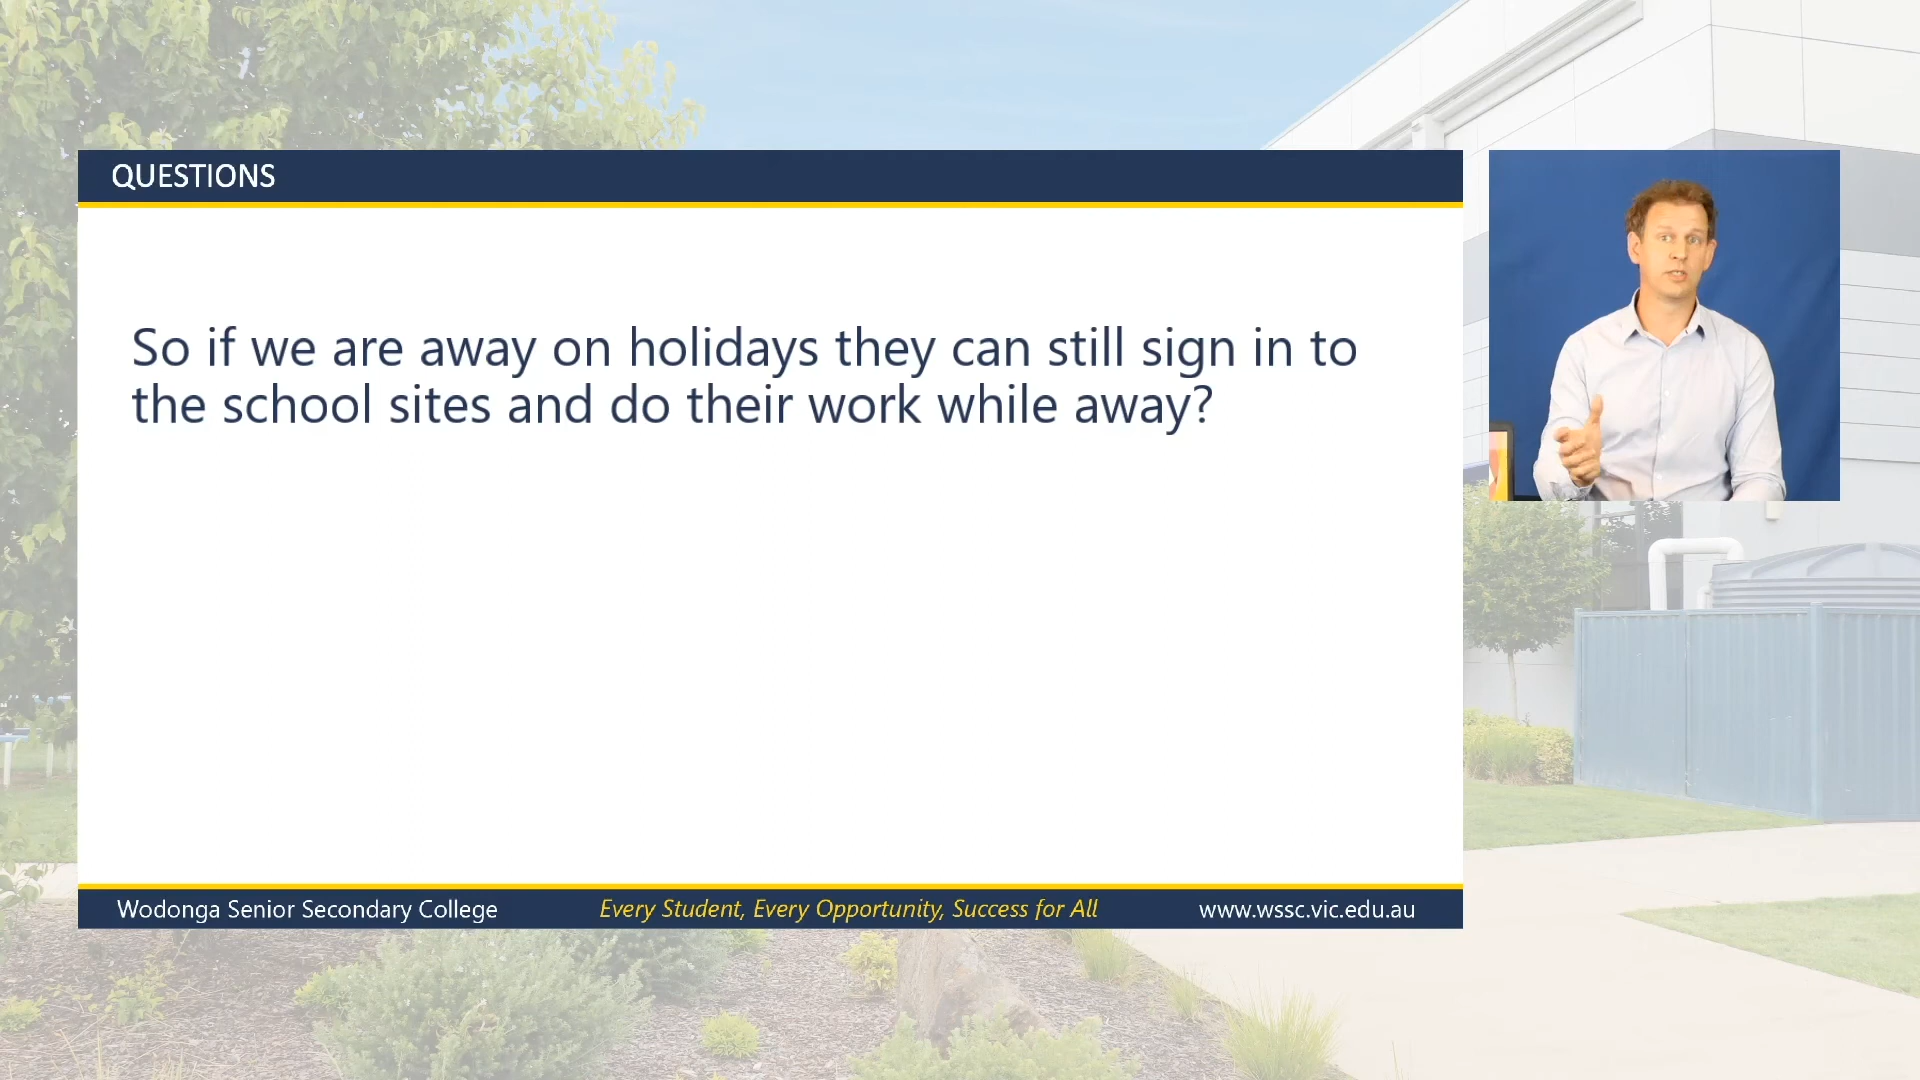 QUESTIONS
So if we are away on holidays they can still sign in to
the school sites and do their work while away?
Wodonga Senior Secondary College
Every Student, Every Opportunity, Success for All
www.wssc.vic.edu.au